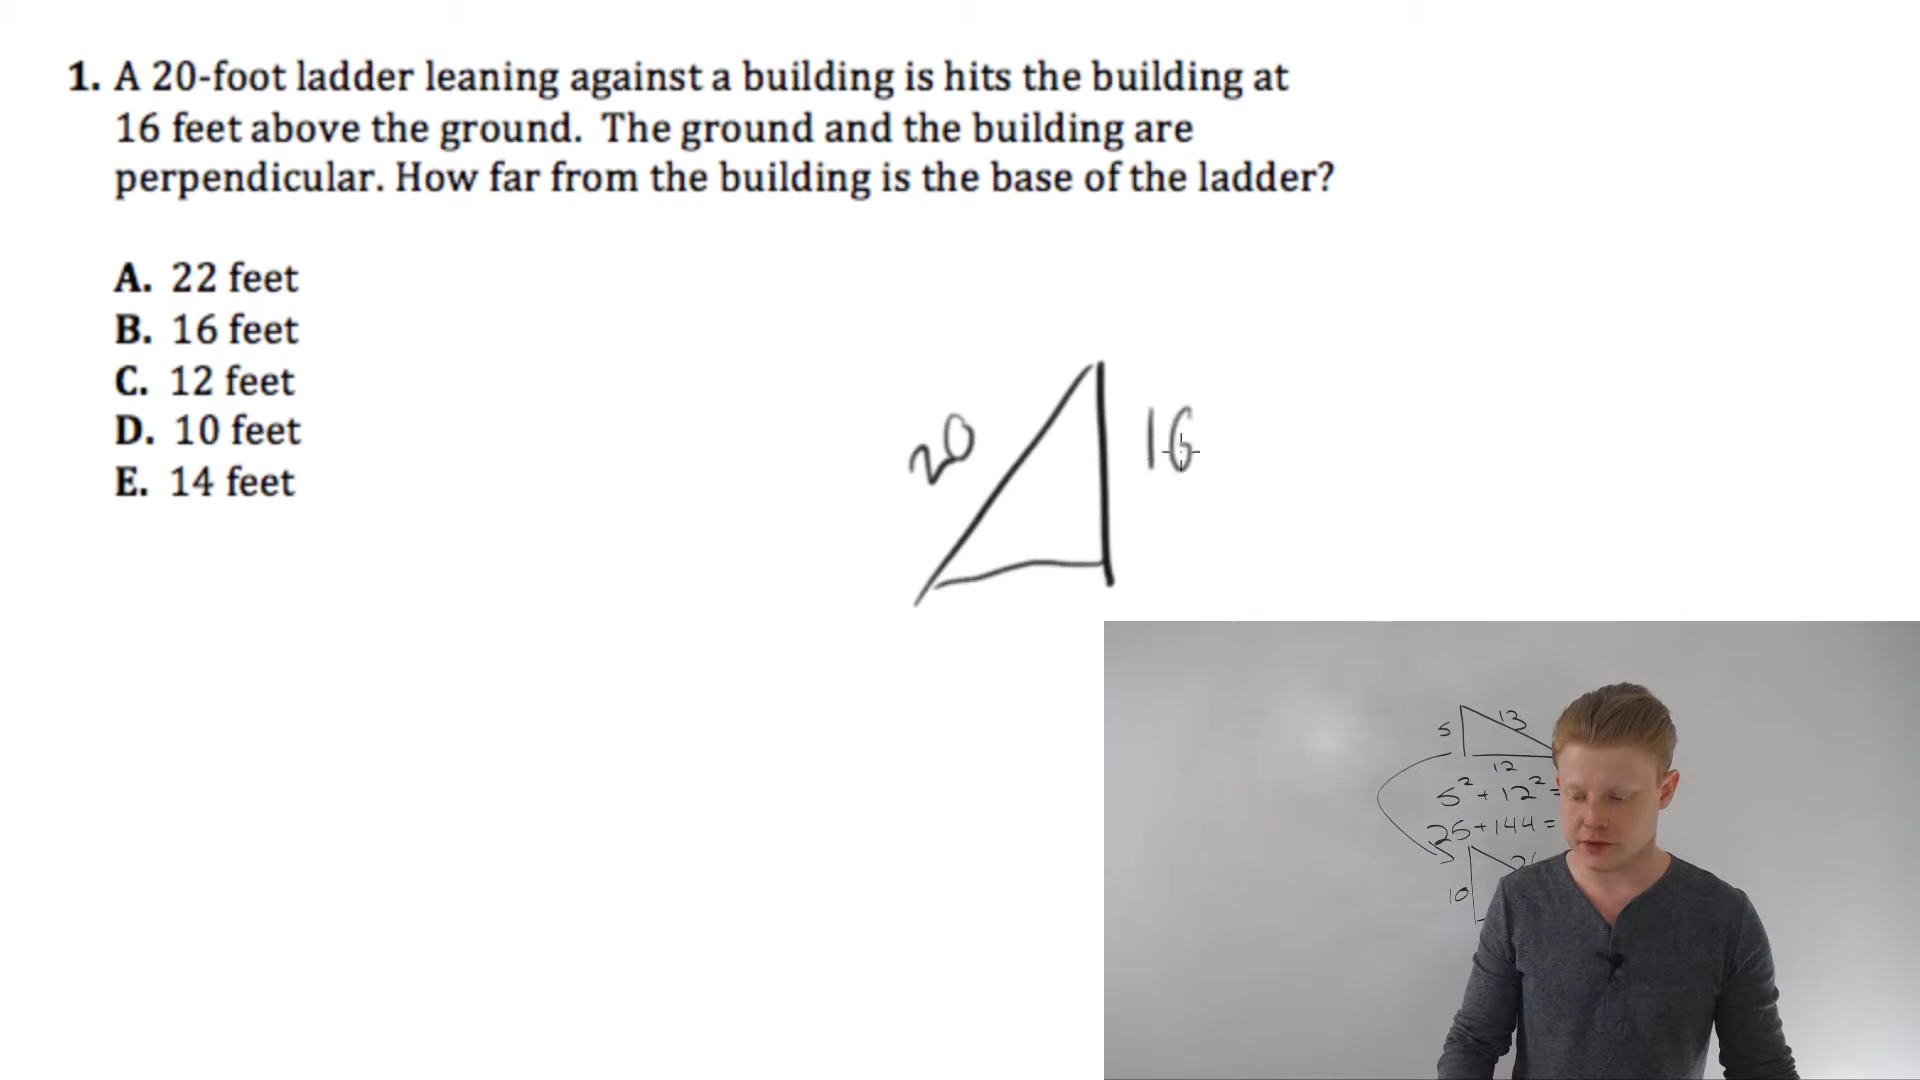 1. A 20-foot ladder leaning against a building is hits the building at
16 feet above the ground. The ground and the building are
perpendicular. How far from the building is the base of the ladder?
A. 22 feet
B. 16 feet
C. 12 feet
D. 10 feet
E. 14 feet
20
16
13
5
12
5² + 12² =
25 + 144 =
10